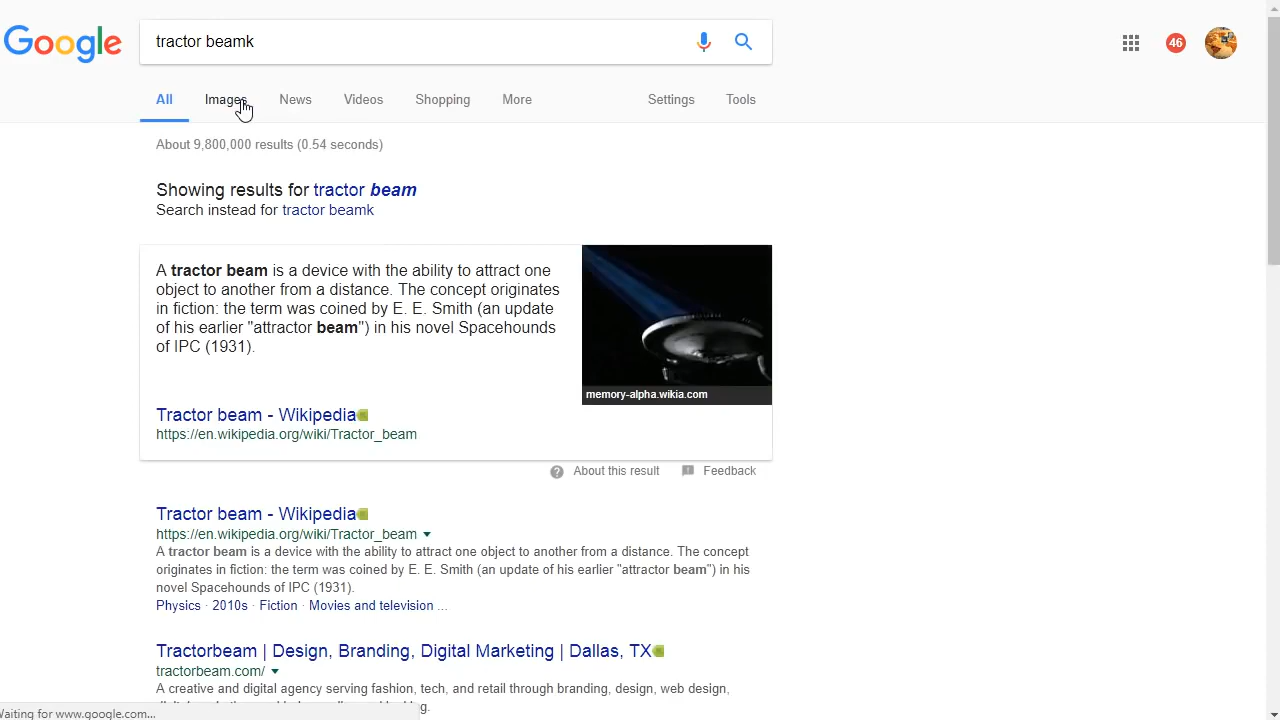 Google
tractor beamk
46
All Images News Videos Shopping More Settings Tools
About 9,800,000 results (0.54 seconds)
Showing results for tractor beam
Search instead for tractor beamk
A tractor beam is a device with the ability to attract one
object to another from a distance. The concept originates
in fiction: the term was coined by E. E. Smith (an update
of his earlier "attractor beam") in his novel Spacehounds
of IPC (1931).
memory-alpha.wikia.com
Tractor beam - Wikipedia
https://en.wikipedia.org/wiki/Tractor_beam
About this result Feedback
Tractor beam - Wikipedia
https://en.wikipedia.org/wiki/Tractor_beam
A tractor beam is a device with the ability to attract one object to another from a distance. The concept
originates in fiction: the term was coined by E. E. Smith (an update of his earlier "attractor beam") in his
novel Spacehounds of IPC (1931).
Physics · 2010s · Fiction · Movies and television ...
Tractorbeam | Design, Branding, Digital Marketing | Dallas, TX
tractorbeam.com/
A creative and digital agency serving fashion, tech, and retail through branding, design, web design,
Waiting for www.google.com...